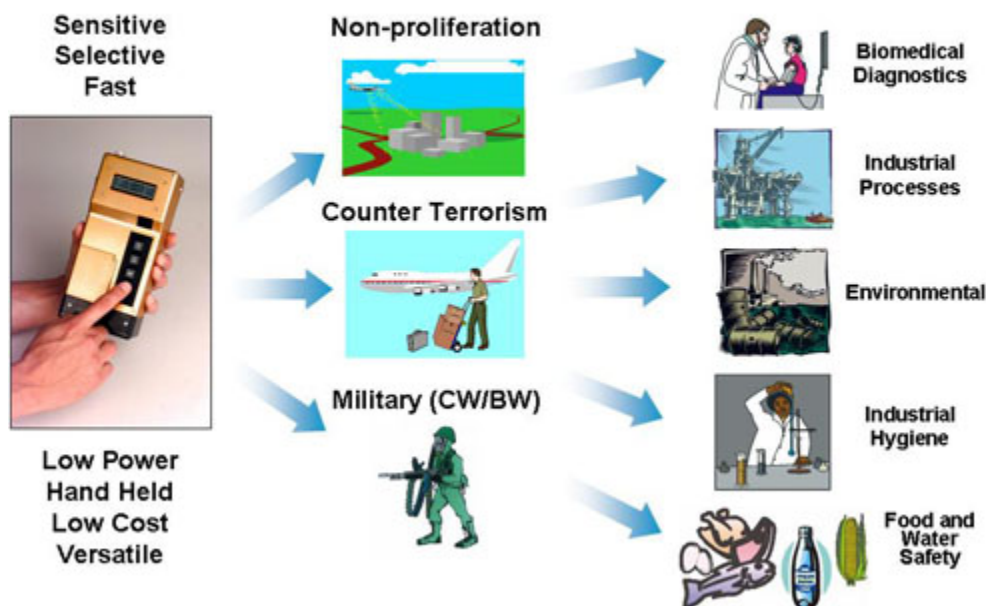 Sensitive
Selective
Fast
Low Power
Hand Held
Low Cost
Versatile
Non-proliferation
Counter Terrorism
Military (CW/BW)
Biomedical
Diagnostics
Industrial
Processes
Environmental
Industrial
Hygiene
Food and
Water
Safety